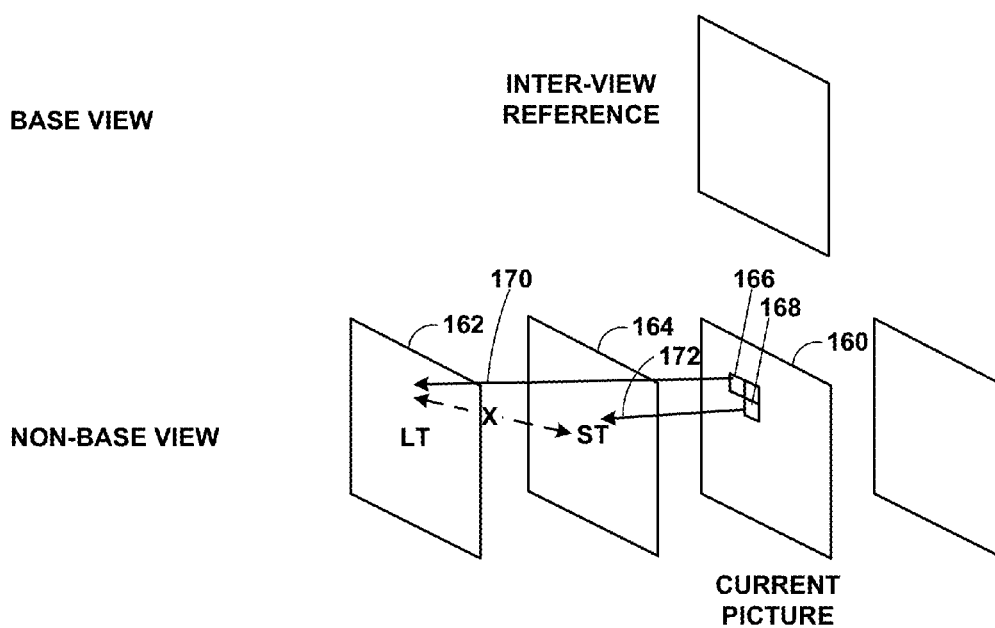 INTER-VIEW
REFERENCE
BASE VIEW
170
166
168
162
164
172
160
X
LT
ST
NON-BASE VIEW
CURRENT
PICTURE